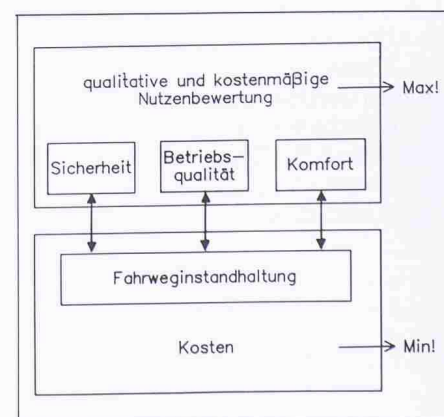 qualitative und kostenmäßige
Nutzenbewertung
Max!
Sicherheit
Betriebs-
qualität
Komfort
Fahrweginstandhaltung
Kosten
Min!